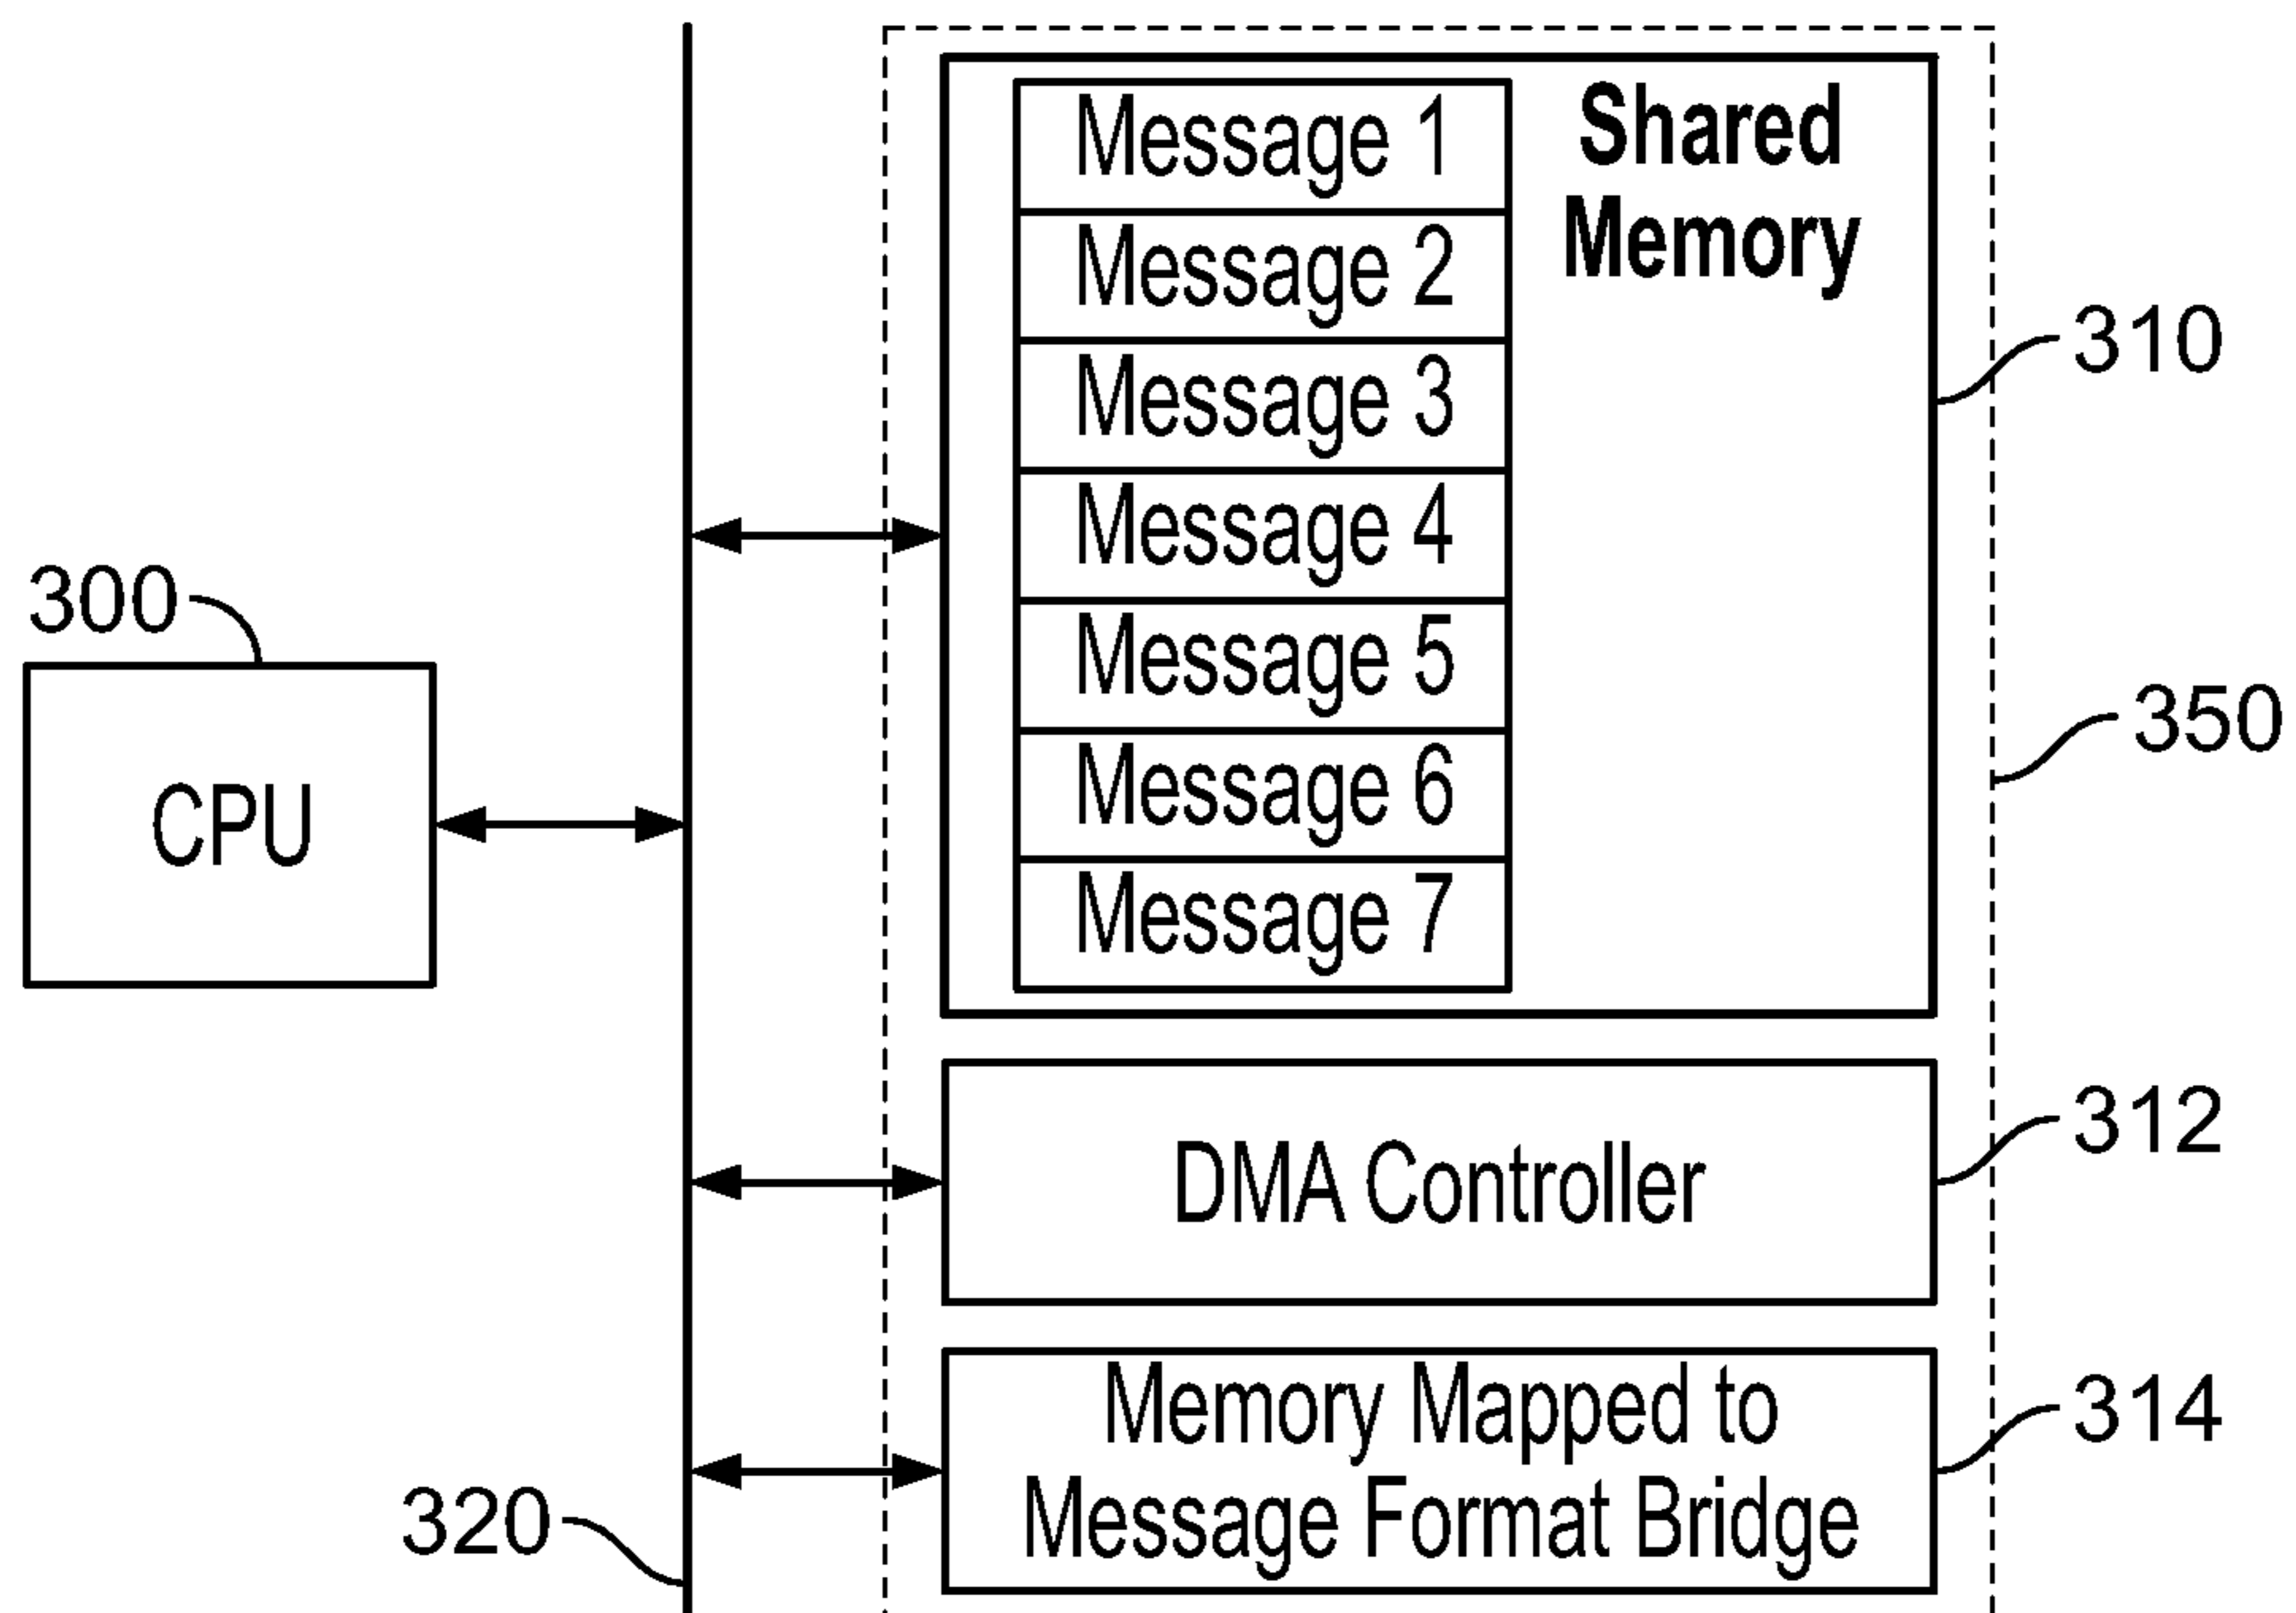 Message 1
Message 2
Message 3
Message 4
Message 5
Message 6
Message 7
Shared
Memory
310
300
CPU
350
DMA Controller
312
Memory Mapped to
Message Format Bridge
314
320